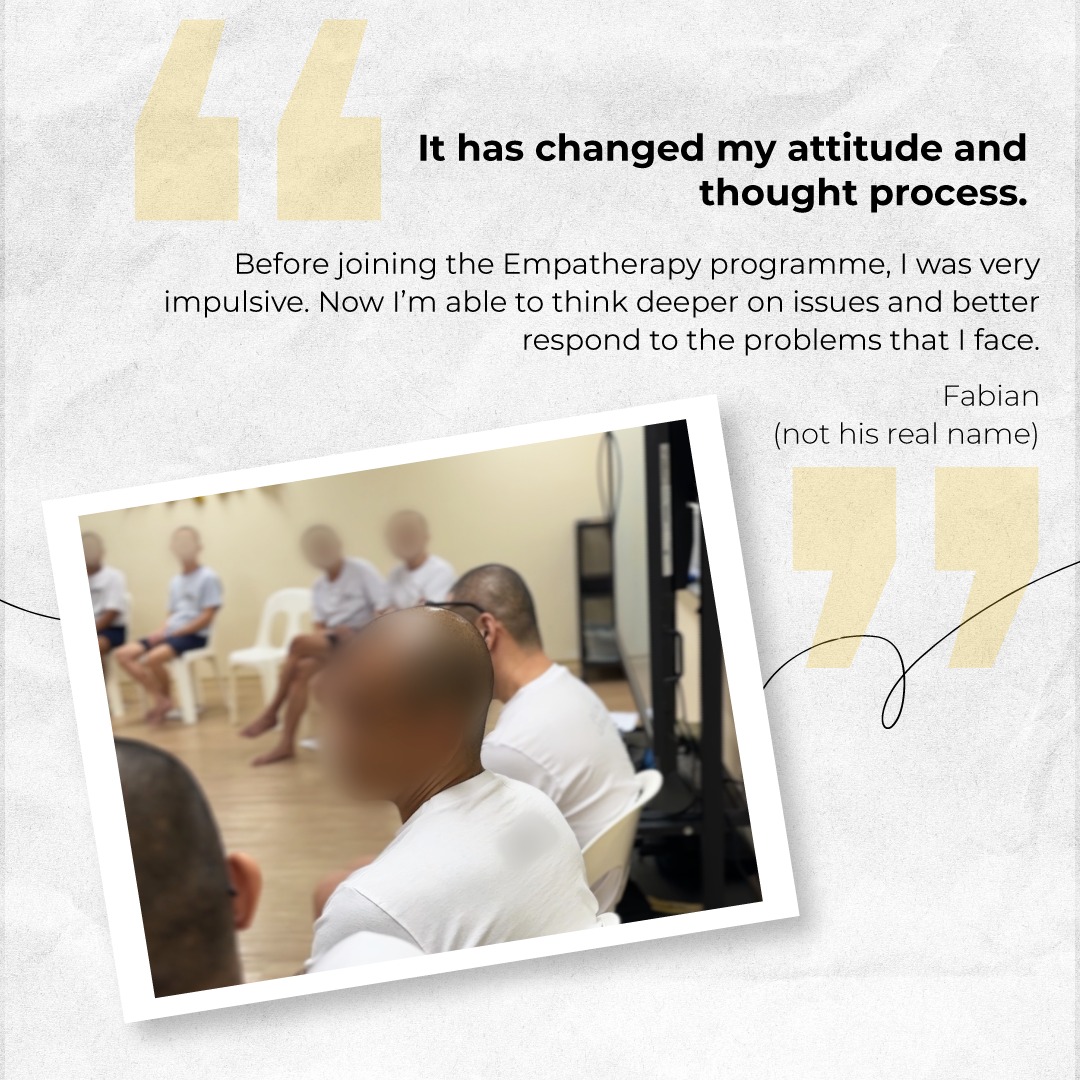 It has changed my attitude and
thought process.
Before joining the Empatherapy programme, I was very
impulsive. Now I’m able to think deeper on issues and better
respond to the problems that I face.
Fabian
(not his real name)